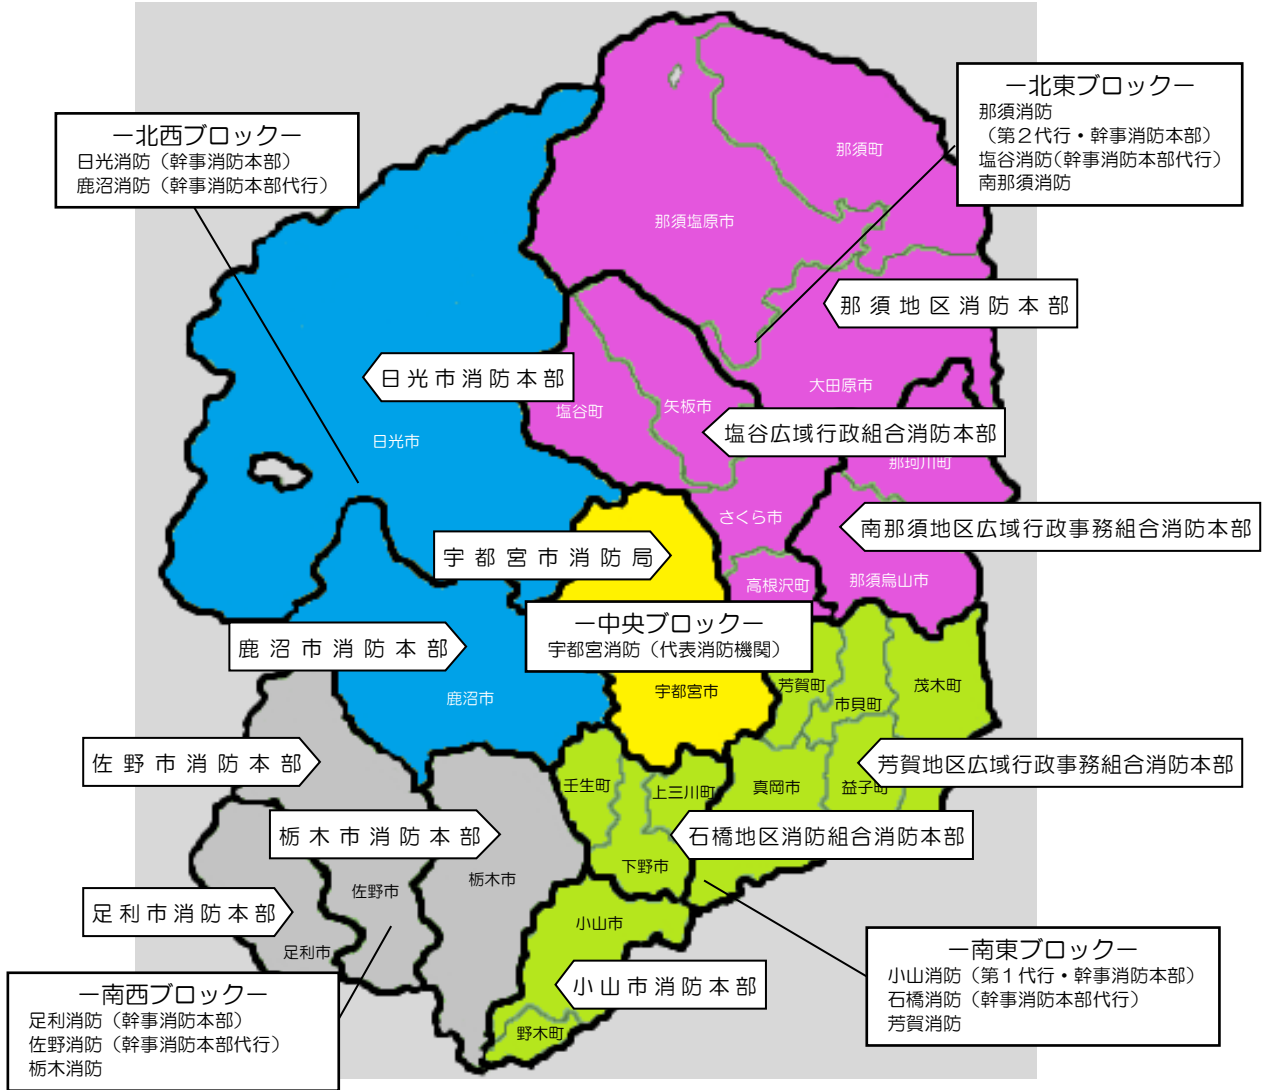 ー北西ブロックー
日光消防（幹事消防本部）
鹿沼消防（幹事消防本部代行）
ー北東ブロックー
那須消防
（第２代行・幹事消防本部）
塩谷消防（幹事消防本部代行）
南那須消防
那須町
那須塩原市
那須地区消防本部
日光市消防本部
塩谷町
矢板市
大田原市
塩谷広域行政組合消防本部
日光市
那珂川町
さくら市
南那須地区広域行政事務組合消防本部
宇都宮市消防局
高根沢町
那須烏山市
ー中央ブロックー
宇都宮消防（代表消防機関）
鹿沼市消防本部
鹿沼市
宇都宮市
芳賀町
市貝町
茂木町
佐野市消防本部
芳賀地区広域行政事務組合消防本部
壬生町
上三川町
真岡市
益子町
栃木市消防本部
石橋地区消防組合消防本部
下野市
栃木市
佐野市
足利市消防本部
足利市
小山市
小山市消防本部
野木町
ー南西ブロックー
足利消防（幹事消防本部）
佐野消防（幹事消防本部代行）
栃木消防
ー南東ブロックー
小山消防（第１代行・幹事消防本部）
石橋消防（幹事消防本部代行）
芳賀消防